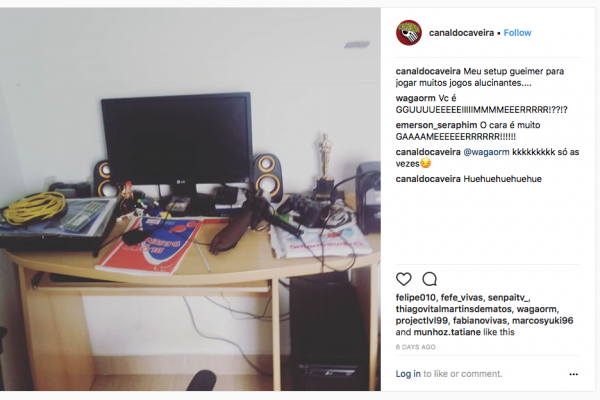 canaldocaveira • Follow
canaldocaveira Meu setup gueimer para
jogar muitos jogos alucinantes....
wagaorm Vc é
GGUUUUEEEEEIIIIIMMMMEEERRRRR!??!?
emerson_seraphim O cara é muito
GAAAAMEEEEEERRRRRR!!!!!!
canaldocaveira @wagaorm kkkkkkkkk só as
vezes😏
canaldocaveira Huehuehuehuehue
LG
felipe010, fefe_vivas, senpaitv_,
thiagovitalmartinsdematos, wagaorm,
projectlvl99, fabianovivas, marcosyuki96
and munhoz.tatiane like this
6 DAYS AGO
Log in to like or comment.